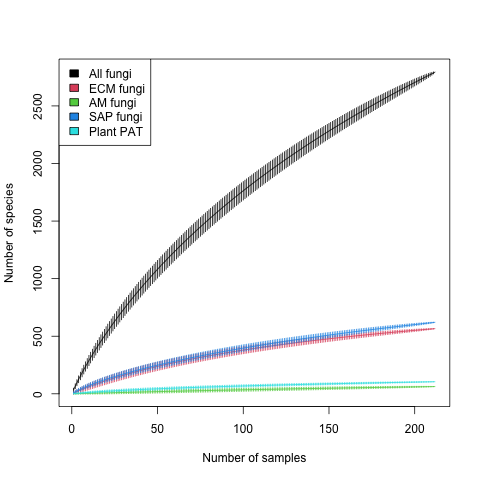 All fungi
ECM fungi
AM fungi
SAP fungi
Plant PAT
Number of species
2500
2000
1500
1000
500
0
0 50 100 150 200
Number of samples